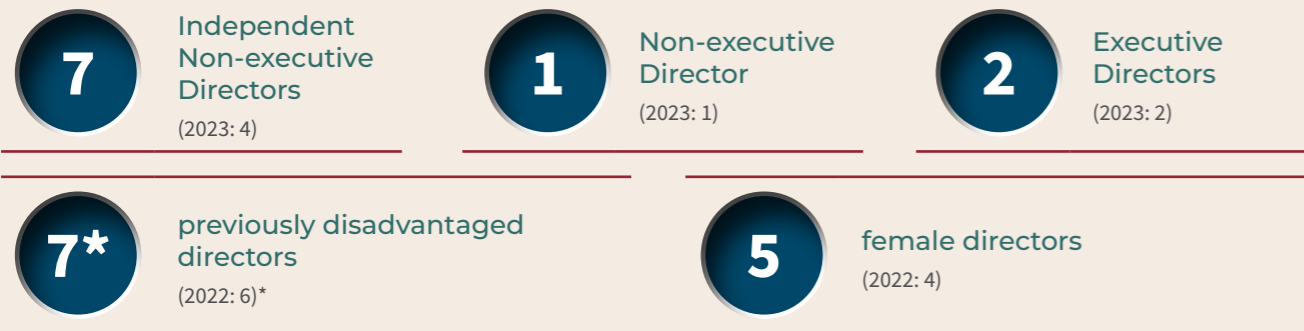 7
Independent
Non-executive
Directors
(2023: 4)
1
Non-executive
Director
(2023: 1)
2
Executive
Directors
(2023: 2)
7*
previously disadvantaged
directors
(2022: 6)*
5
female directors
(2022: 4)